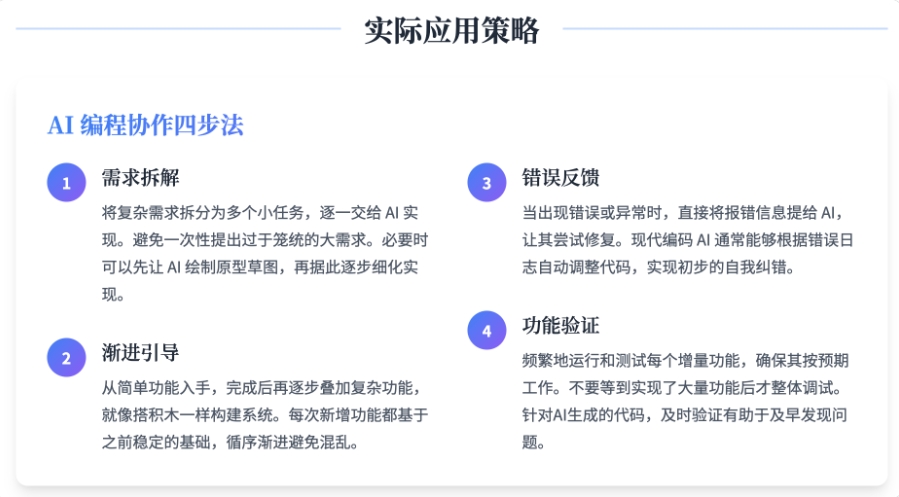 实际应用策略
AI 编程协作四步法
1
需求拆解
将复杂需求拆分为多个小任务，逐一交给 AI 实
现。避免一次性提出过于笼统的大需求。必要时
可以先让 AI 绘制原型草图，再据此逐步细化实
现。
2
渐进引导
从简单功能入手，完成后再逐步叠加复杂功能，
就像搭积木一样构建系统。每次新增功能都基于
之前稳定的基础，循序渐进避免混乱。
3
错误反馈
当出现错误或异常时，直接将报错信息提给 AI，
让其尝试修复。现代编码 AI 通常能够根据错误日
志自动调整代码，实现初步的自我纠错。
4
功能验证
频繁地运行和测试每个增量功能，确保其按预期
工作。不要等到实现了大量功能后才整体调试。
针对AI生成的代码，及时验证有助于及早发现问
题。